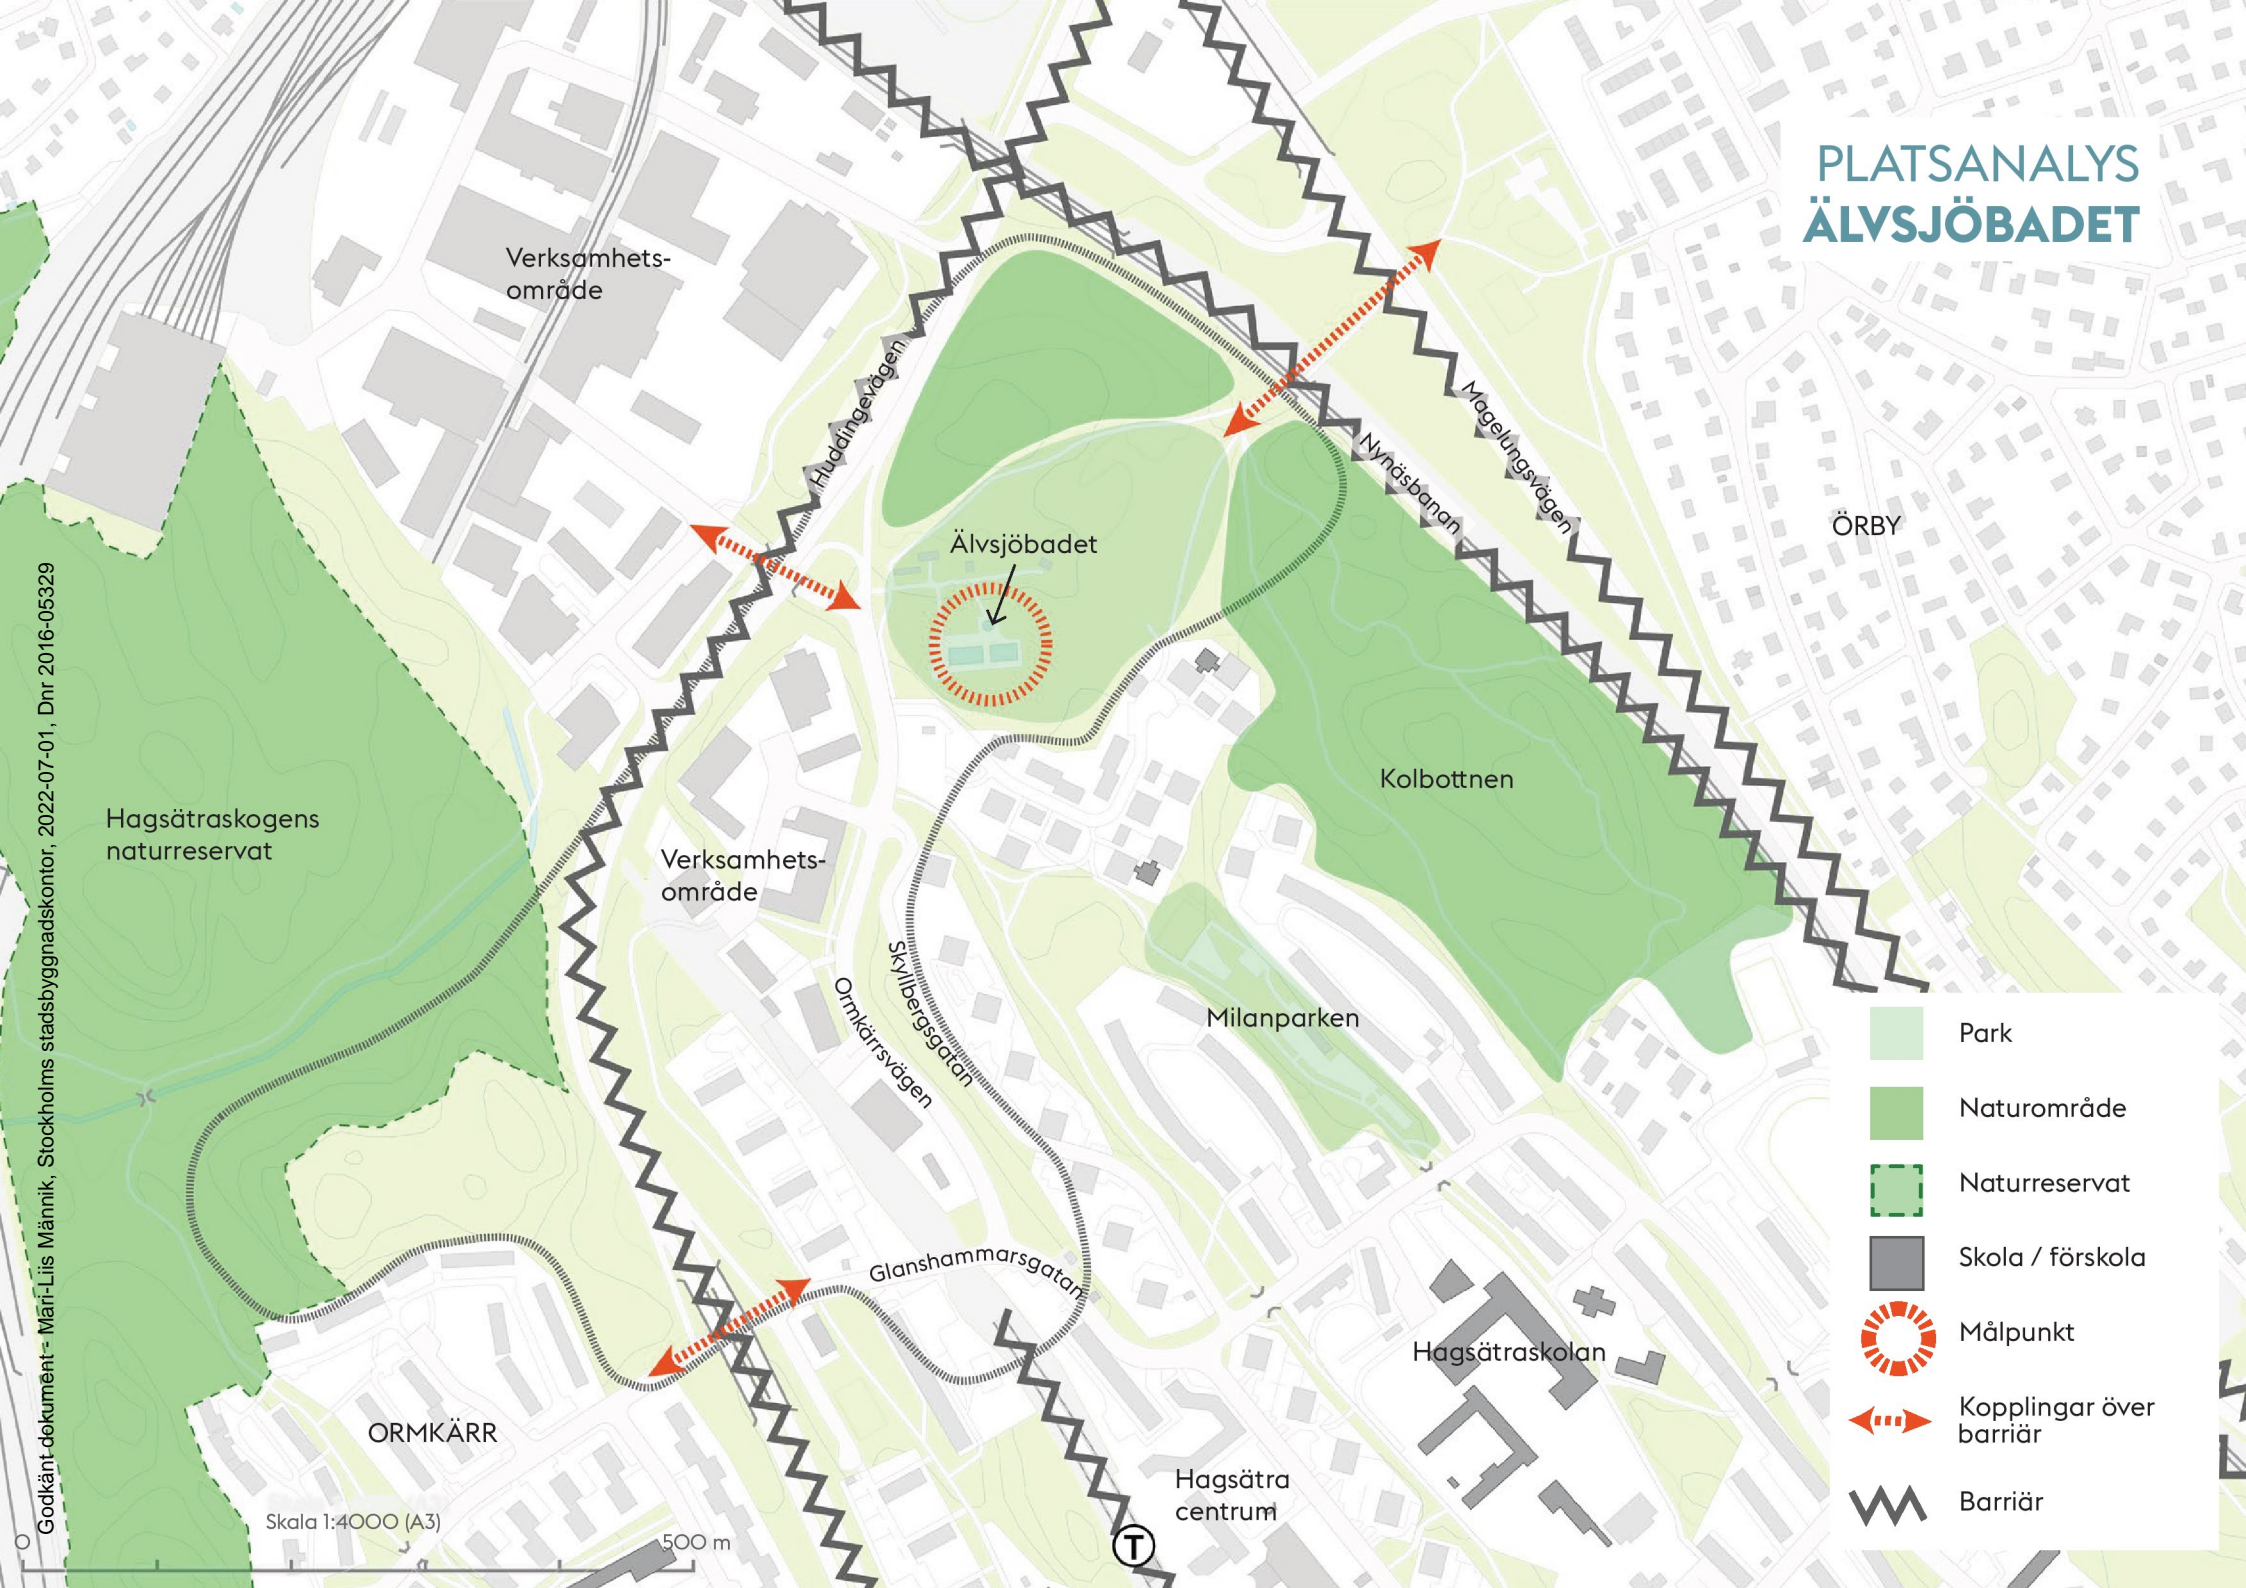 PLATSANALYS
ÄLVSJÖBADET
Verksamhets-
område
Huddingevägen
Magelungsvägen
Nynäsbanan
ÖRBY
Älvsjöbadet
Kolbottnen
Hagsätraskogens
naturreservat
Verksamhets-
område
Skyllbergsgatan
Ormkärrsvägen
Milanparken
Glanshammarsgatan
Hagsätraskolan
ORMKÄRR
Hagsätra
centrum
T
Skala 1:4000 (A3)
0
500 m
Park
Naturområde
Naturreservat
Skola / förskola
Målpunkt
Kopplingar över
barriär
Barriär
Godkänt dokument - Mari-Liis Männik, Stockholms stadsbyggnadskontor, 2022-07-01, Dnr 2016-05329